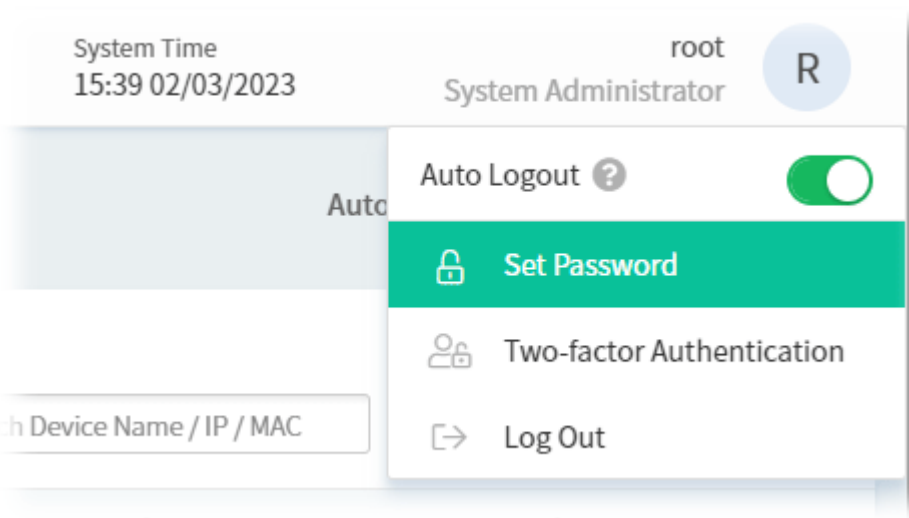 System Time
15:39 02/03/2023
root
System Administrator
R
Auto Logout ?
Auto
Set Password
Two-factor Authentication
Device Name / IP / MAC
Log Out